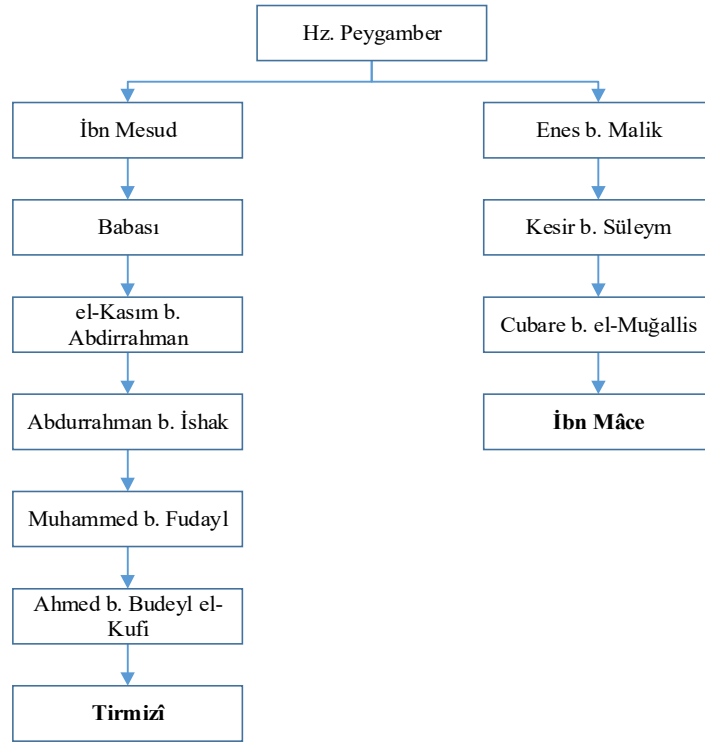 Hz. Peygamber
İbn Mesud
Enes b. Malik
Babası
Kesir b. Süleym
el-Kasım b.
Abdirrahman
Cubare b. el-Muğallis
Abdurrahman b. İshak
İbn Mâce
Muhammed b. Fudayl
Ahmed b. Budeyl el-
Kufi
Tirmizî